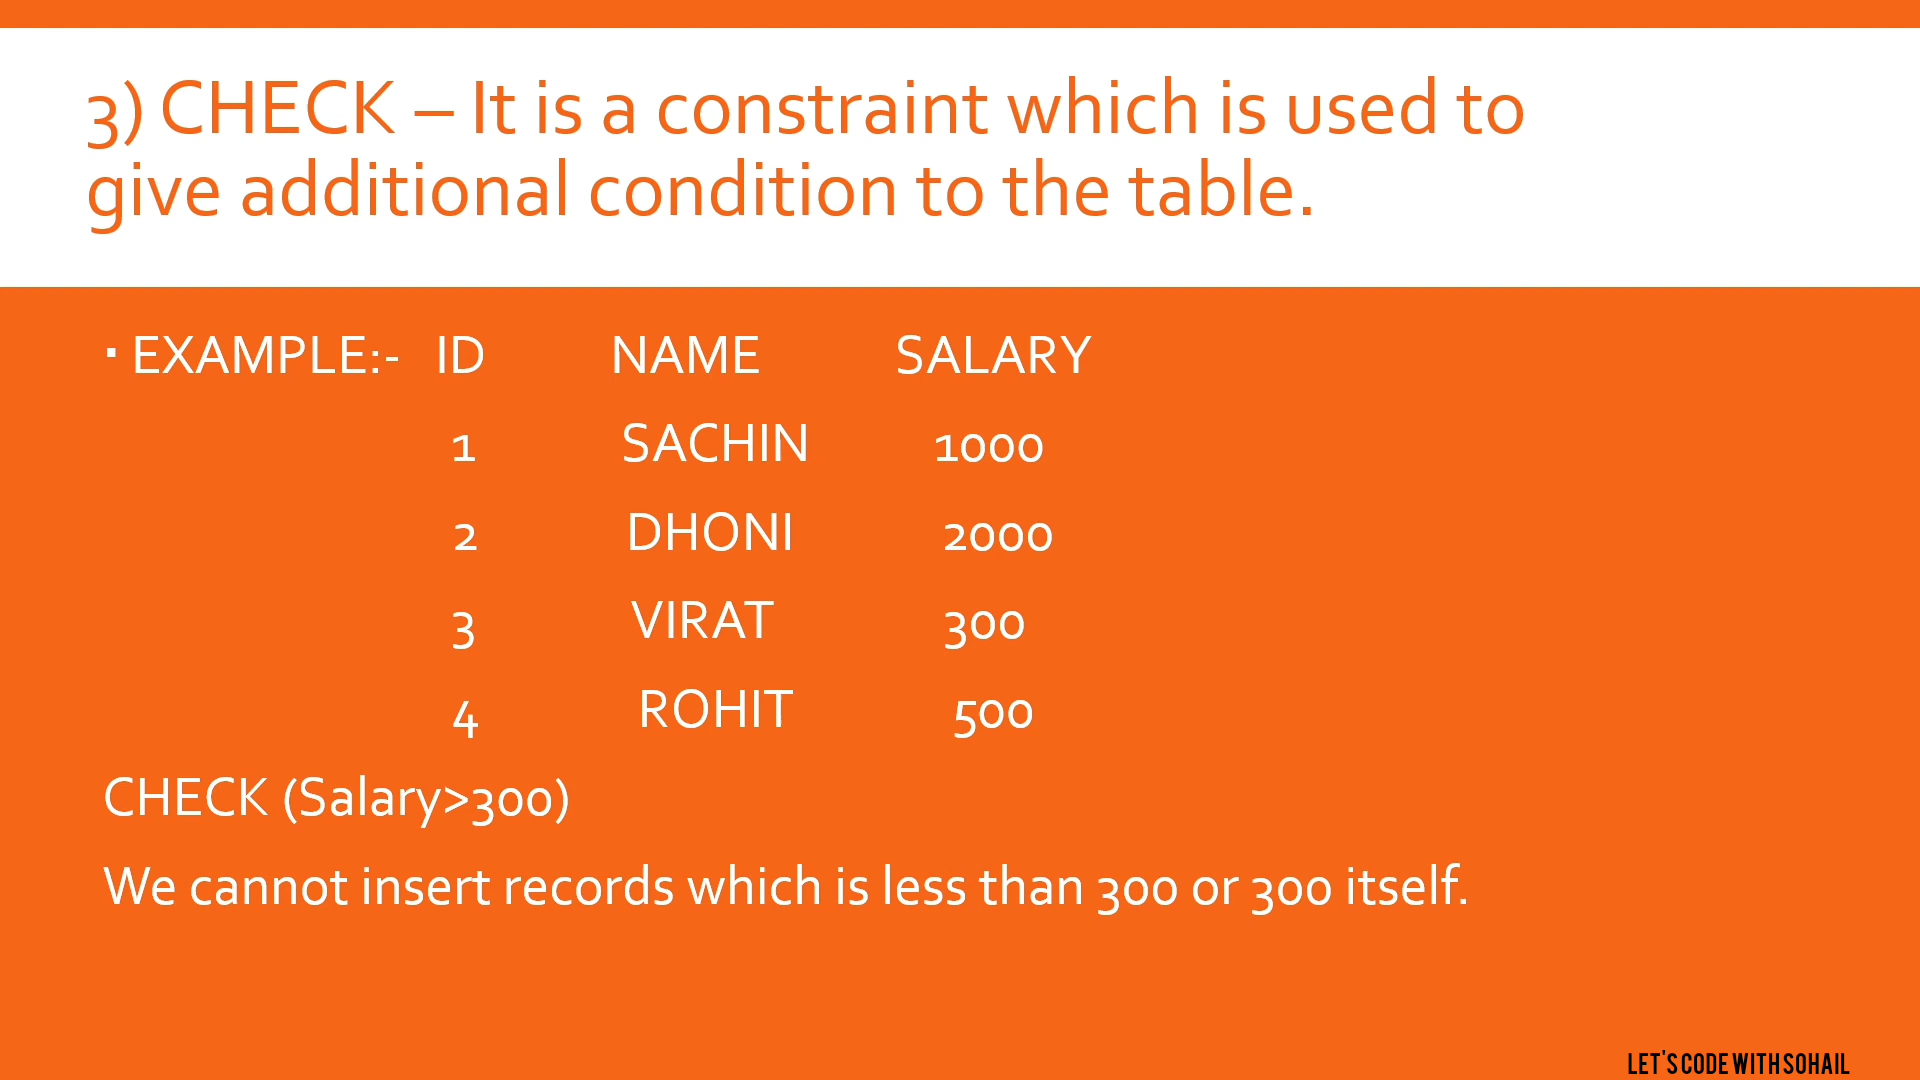 3) CHECK – It is a constraint which is used to
give additional condition to the table.
▪ EXAMPLE:- ID NAME SALARY
1 SACHIN 1000
2 DHONI 2000
3 VIRAT 300
4 ROHIT 500
CHECK (Salary>300)
We cannot insert records which is less than 300 or 300 itself.
LET'S CODE WITH SOHAIL